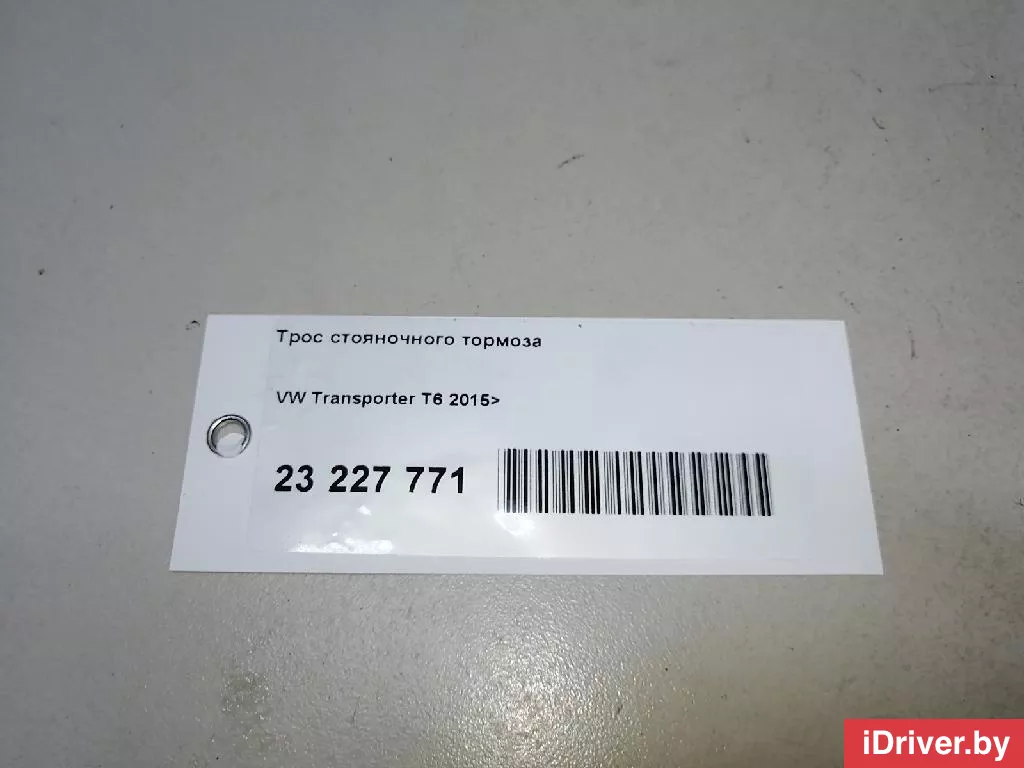 Трос стояночного тормоза
VW Transporter T6 2015>
23 227 771
iDriver.by